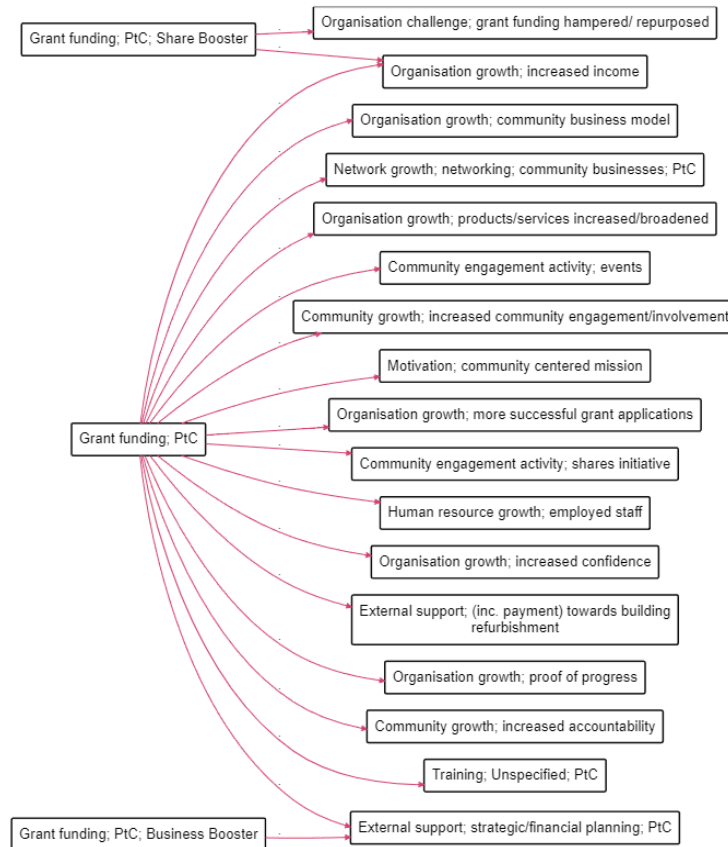 Organisation challenge; grant funding hampered/ repurposed
Grant funding; PtC; Share Booster
Organisation growth; increased income
Organisation growth; community business model
Network growth; networking; community businesses; PtC
Organisation growth; products/services increased/broadened
Community engagement activity; events
Community growth; increased community engagement/involvement
Motivation; community centered mission
Organisation growth; more successful grant applications
Grant funding; PtC
Community engagement activity; shares initiative
Human resource growth; employed staff
Organisation growth; increased confidence
External support; (inc. payment) towards building
refurbishment
Organisation growth; proof of progress
Community growth; increased accountability
Training; Unspecified; PtC
External support; strategic/financial planning; PtC
Grant funding; PtC; Business Booster